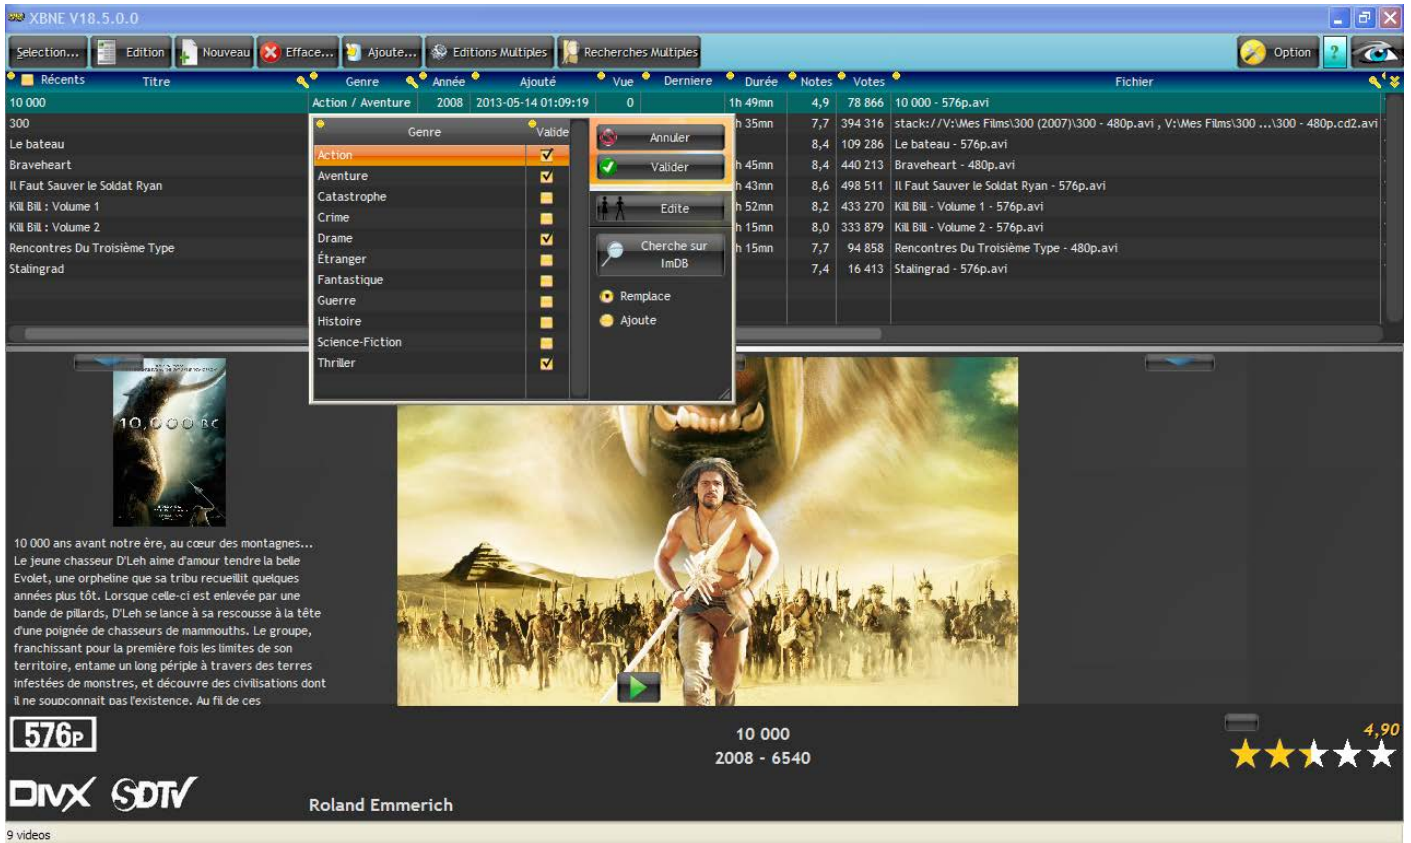 XBNE V18.5.0.0
Selection... Edition Nouveau Efface... Ajoute... Editions Multiples Recherches Multiples Option ?
Récents Titre Genre Année Ajouté Vue Derniere Durée Notes Votes Fichier
10 000 Action / Aventure 2008 2013-05-14 01:09:19 0 1h 49mn 4,9 78 866 10 000 - 576p.avi
300 h 35mn 7,7 394 316 stack://V:\Mes Films\300 (2007)\300 - 480p.avi , V:\Mes Films\300 ...\300 - 480p.cd2.avi
Le bateau 8,4 109 286 Le bateau - 576p.avi
Braveheart h 45mn 8,4 440 213 Braveheart - 480p.avi
Il Faut Sauver le Soldat Ryan h 43mn 8,6 498 511 Il Faut Sauver le Soldat Ryan - 576p.avi
Kill Bill : Volume 1 h 52mn 8,2 433 270 Kill Bill - Volume 1 - 576p.avi
Kill Bill : Volume 2 h 15mn 8,0 333 879 Kill Bill - Volume 2 - 576p.avi
Rencontres Du Troisième Type h 15mn 7,7 94 858 Rencontres Du Troisième Type - 480p.avi
Stalingrad 7,4 16 413 Stalingrad - 576p.avi
Genre Valide
Action
Aventure
Catastrophe
Crime
Drame
Étranger
Fantastique
Guerre
Histoire
Science-Fiction
Thriller
Annuler
Valider
Edite
Cherche sur
ImDB
Remplace
Ajoute
10,000 BC
10 000 ans avant notre ère, au cœur des montagnes...
Le jeune chasseur D'Leh aime d'amour tendre la belle
Evolet, une orpheline que sa tribu recueillit quelques
années plus tôt. Lorsque celle-ci est enlevée par une
bande de pillards, D'Leh se lance à sa rescousse à la tête
d'une poignée de chasseurs de mammouths. Le groupe,
franchissant pour la première fois les limites de son
territoire, entame un long périple à travers des terres
infestées de monstres, et découvre des civilisations dont
il ne soupçonnait pas l'existence. Au fil de ces
576P
10 000
4,90
2008 - 6540
DIVX SDTV
Roland Emmerich
9 videos